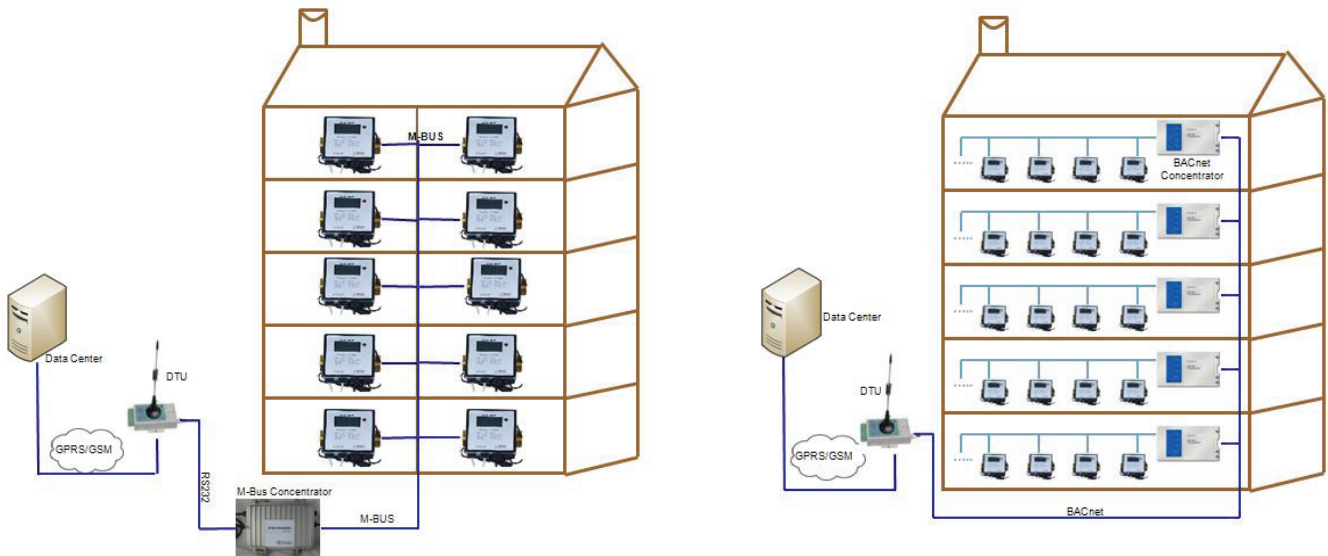 M-BUS
Data Center
DTU
GPRS/GSM
RS232
M-Bus Concentrator
M-BUS
BACnet
Concentrator
Data Center
DTU
GPRS/GSM
BACnet